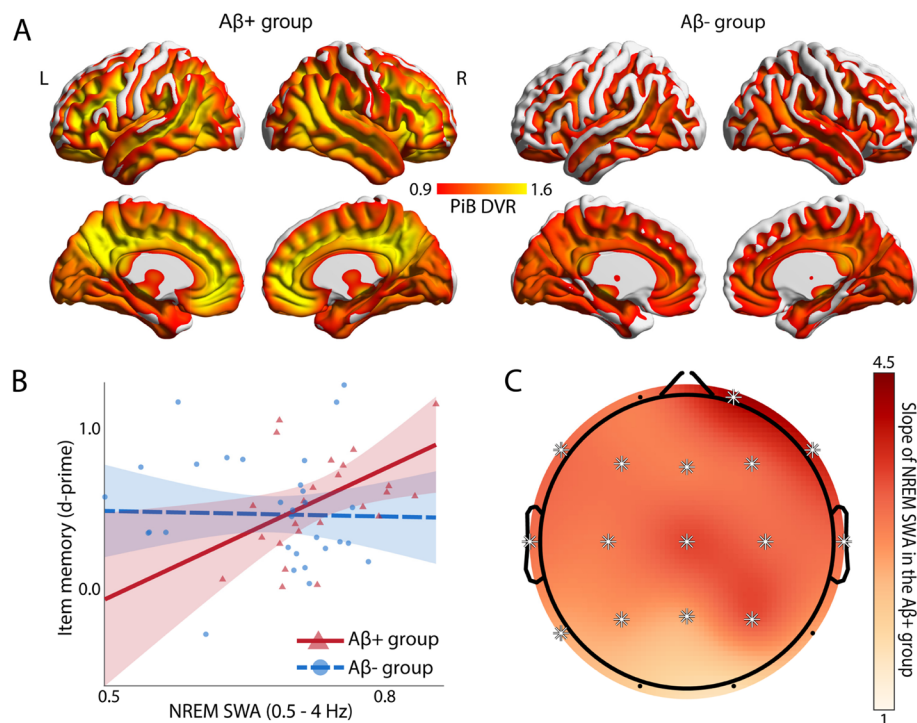 A
Aβ+ group
Aβ- group
L
R
0.9
1.6
PiB DVR
B
Item memory (d-prime)
1.0
0.0
Aβ+ group
Aβ- group
0.5
0.8
NREM SWA (0.5 - 4 Hz)
C
4.5
Slope of NREM SWA in the Aβ+ group
1